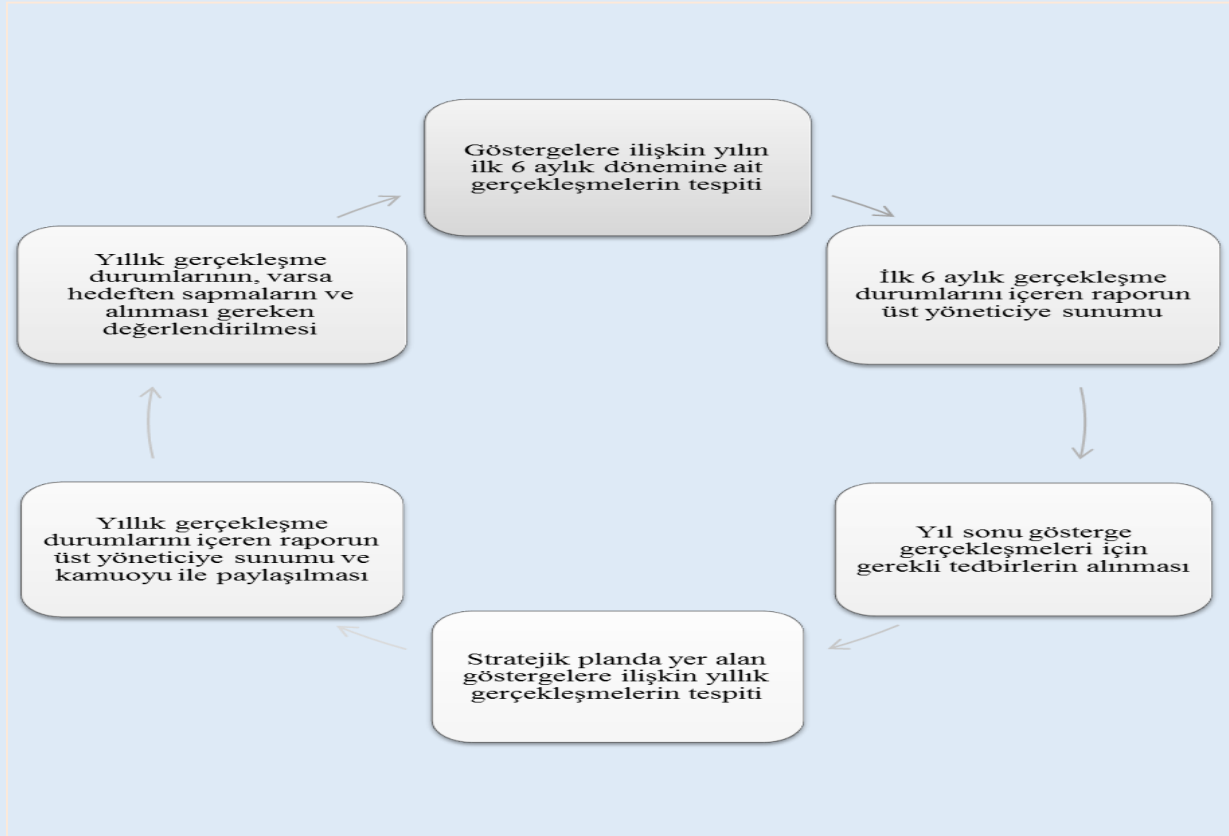 Göstergelere ilişkin yılın
ilk 6 aylık dönemine ait
gerçekleşmelerin tespiti
İlk 6 aylık gerçekleşme
durumlarını içeren raporun
üst yöneticiye sunumu
Yıl sonu gösterge
gerçekleşmeleri için
gerekli tedbirlerin alınması
Stratejik planda yer alan
göstergelere ilişkin yıllık
gerçekleşmelerin tespiti
Yıllık gerçekleşme
durumlarını içeren raporun
üst yöneticiye sunumu ve
kamuoyu ile paylaşılması
Yıllık gerçekleşme
durumlarının, varsa
hedeften sapmaların ve
alınması gereken
değerlendirilmesi